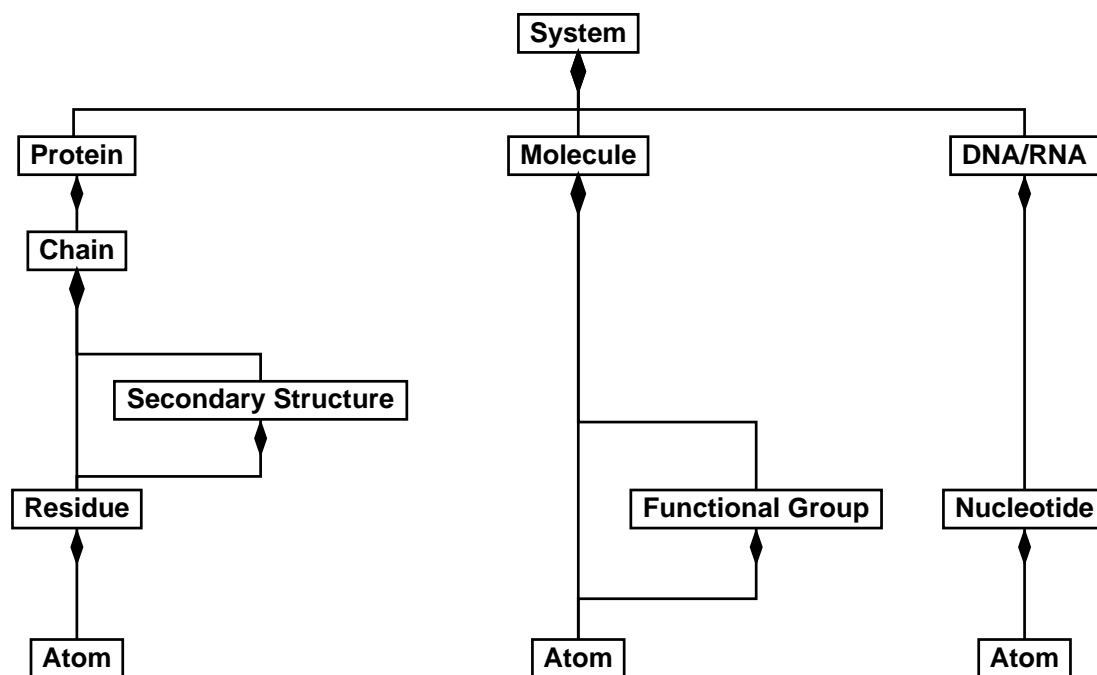 System
Protein
Molecule
DNA/RNA
Chain
Secondary Structure
Residue
Functional Group
Nucleotide
Atom
Atom
Atom